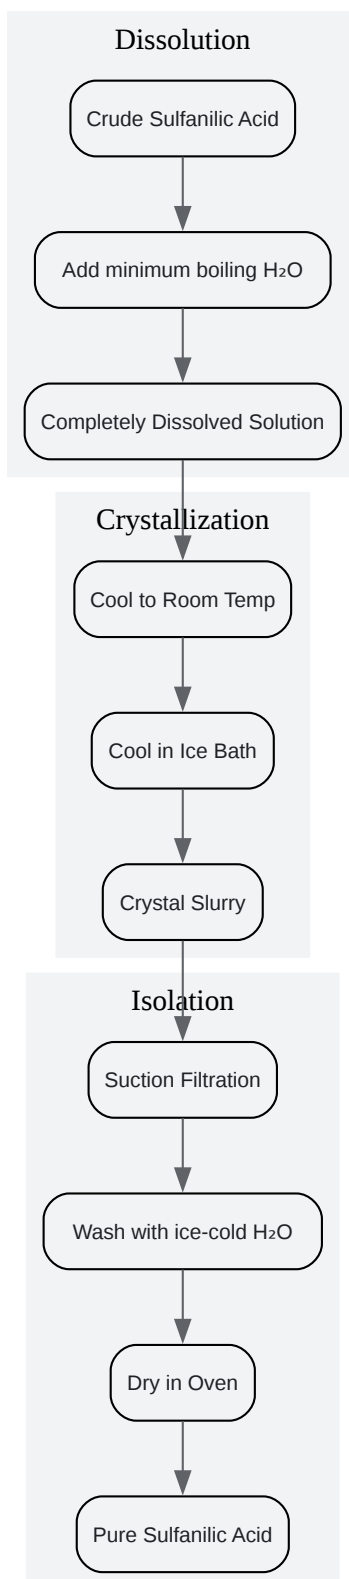 Dissolution
Crude Sulfanilic Acid
Add minimum boiling H₂O
Completely Dissolved Solution
Crystallization
Cool to Room Temp
Cool in Ice Bath
Crystal Slurry
Isolation
Suction Filtration
Wash with ice-cold H₂O
Dry in Oven
Pure Sulfanilic Acid